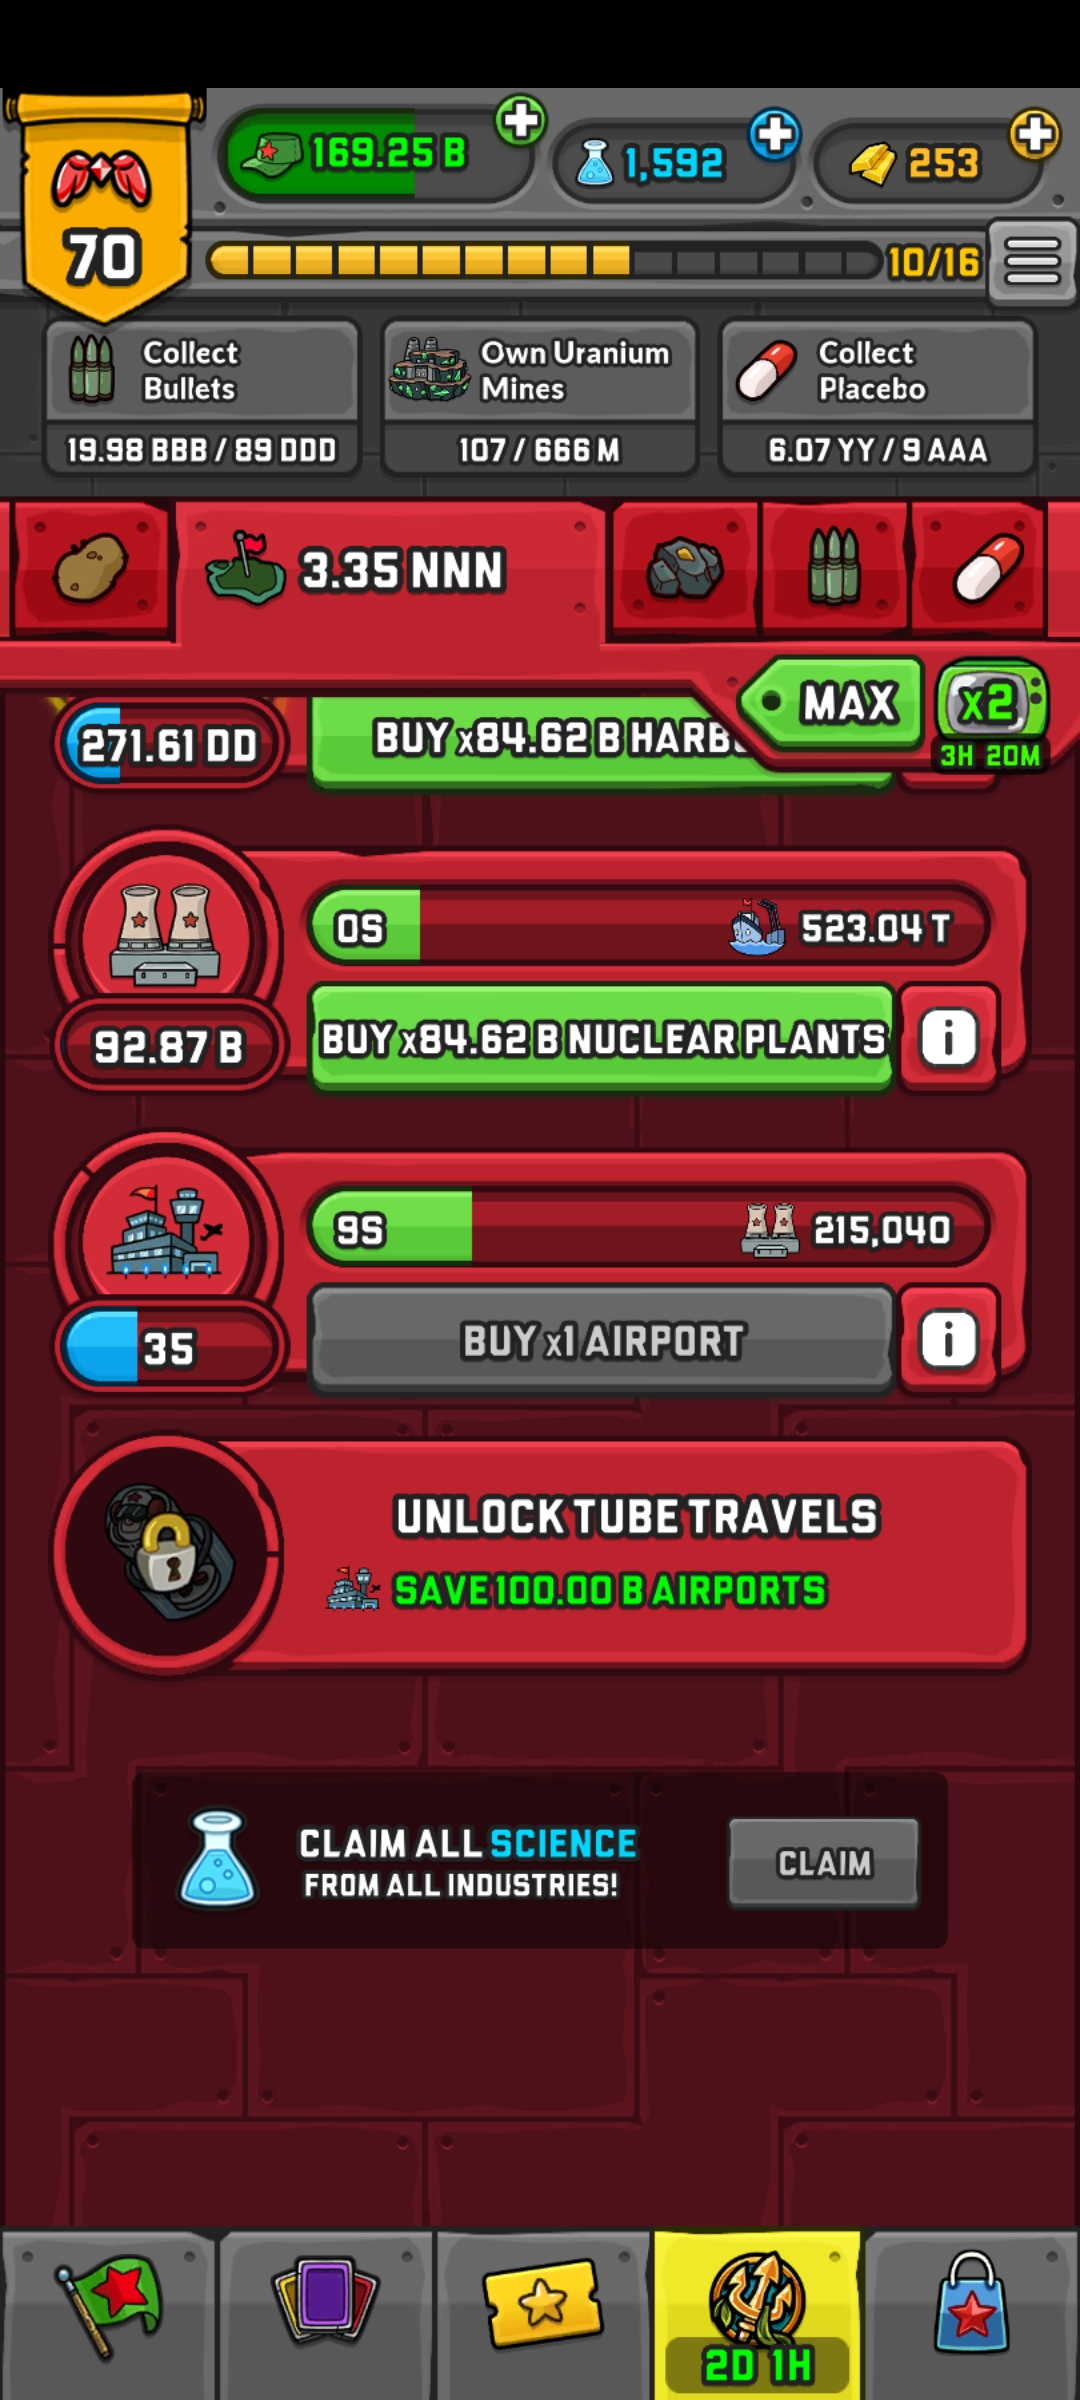 169.25 B
1,592
253
70
10/16
Collect
Bullets
19.98 BBB / 89 DDD
Own Uranium
Mines
107 / 666 M
Collect
Placebo
6.07 YY / 9 AAA
3.35 NNN
MAX
x2
3H 20M
271.61 DD
BUY x84.62 B
0S
523.04 T
92.87 B
BUY x84.62 B NUCLEAR PLANTS
i
9S
215,040
35
BUY x1 AIRPORT
i
UNLOCK TUBE TRAVELS
SAVE 100.00 B AIRPORTS
CLAIM ALL SCIENCE
FROM ALL INDUSTRIES!
CLAIM
2D 1H